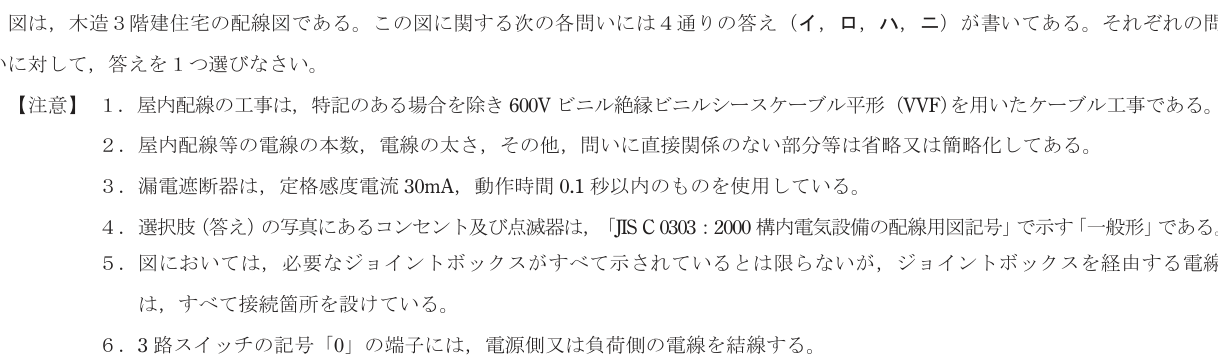 図は，木造３階建住宅の配線図である。この図に関する次の各問いには４通りの答え（イ，ロ，ハ，ニ）が書いてある。それぞれの問
いに対して，答えを１つ選びなさい。
【注意】 １．屋内配線の工事は，特記のある場合を除き 600V ビニル絶縁ビニルシースケーブル平形（VVF）を用いたケーブル工事である。
２．屋内配線等の電線の本数，電線の太さ，その他，問いに直接関係のない部分等は省略又は簡略化してある。
３．漏電遮断器は，定格感度電流 30mA，動作時間 0.1 秒以内のものを使用している。
４．選択肢（答え）の写真にあるコンセント及び点滅器は，「JIS C 0303：2000 構内電気設備の配線用図記号」で示す「一般形」である。
５．図においては，必要なジョイントボックスがすべて示されているとは限らないが，ジョイントボックスを経由する電線
は，すべて接続箇所を設けている。
６．３路スイッチの記号「0」の端子には，電源側又は負荷側の電線を結線する。